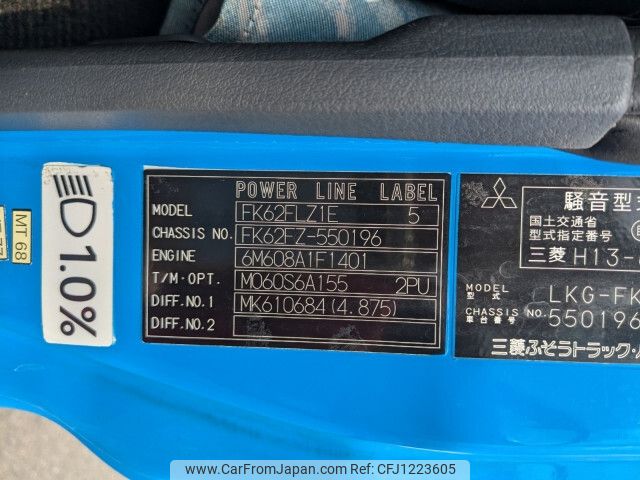 1.0%
MT 68
POWER LINE LABEL
MODEL FK62FLZ1E 5
CHASSIS NO. FK62FZ-550196
ENGINE 6M608A1F1401
T/M·OPT. M060S6A155 2PU
DIFF.NO.1 MK610684(4.875)
DIFF.NO.2
騒音型式
国土交通省
型式指定番号
三菱 H13-
MODEL
型式
LKG-FK
CHASSIS NO.
車台番号
550196
三菱ふそうトラック・
www.CarFromJapan.com - CFJ1223605